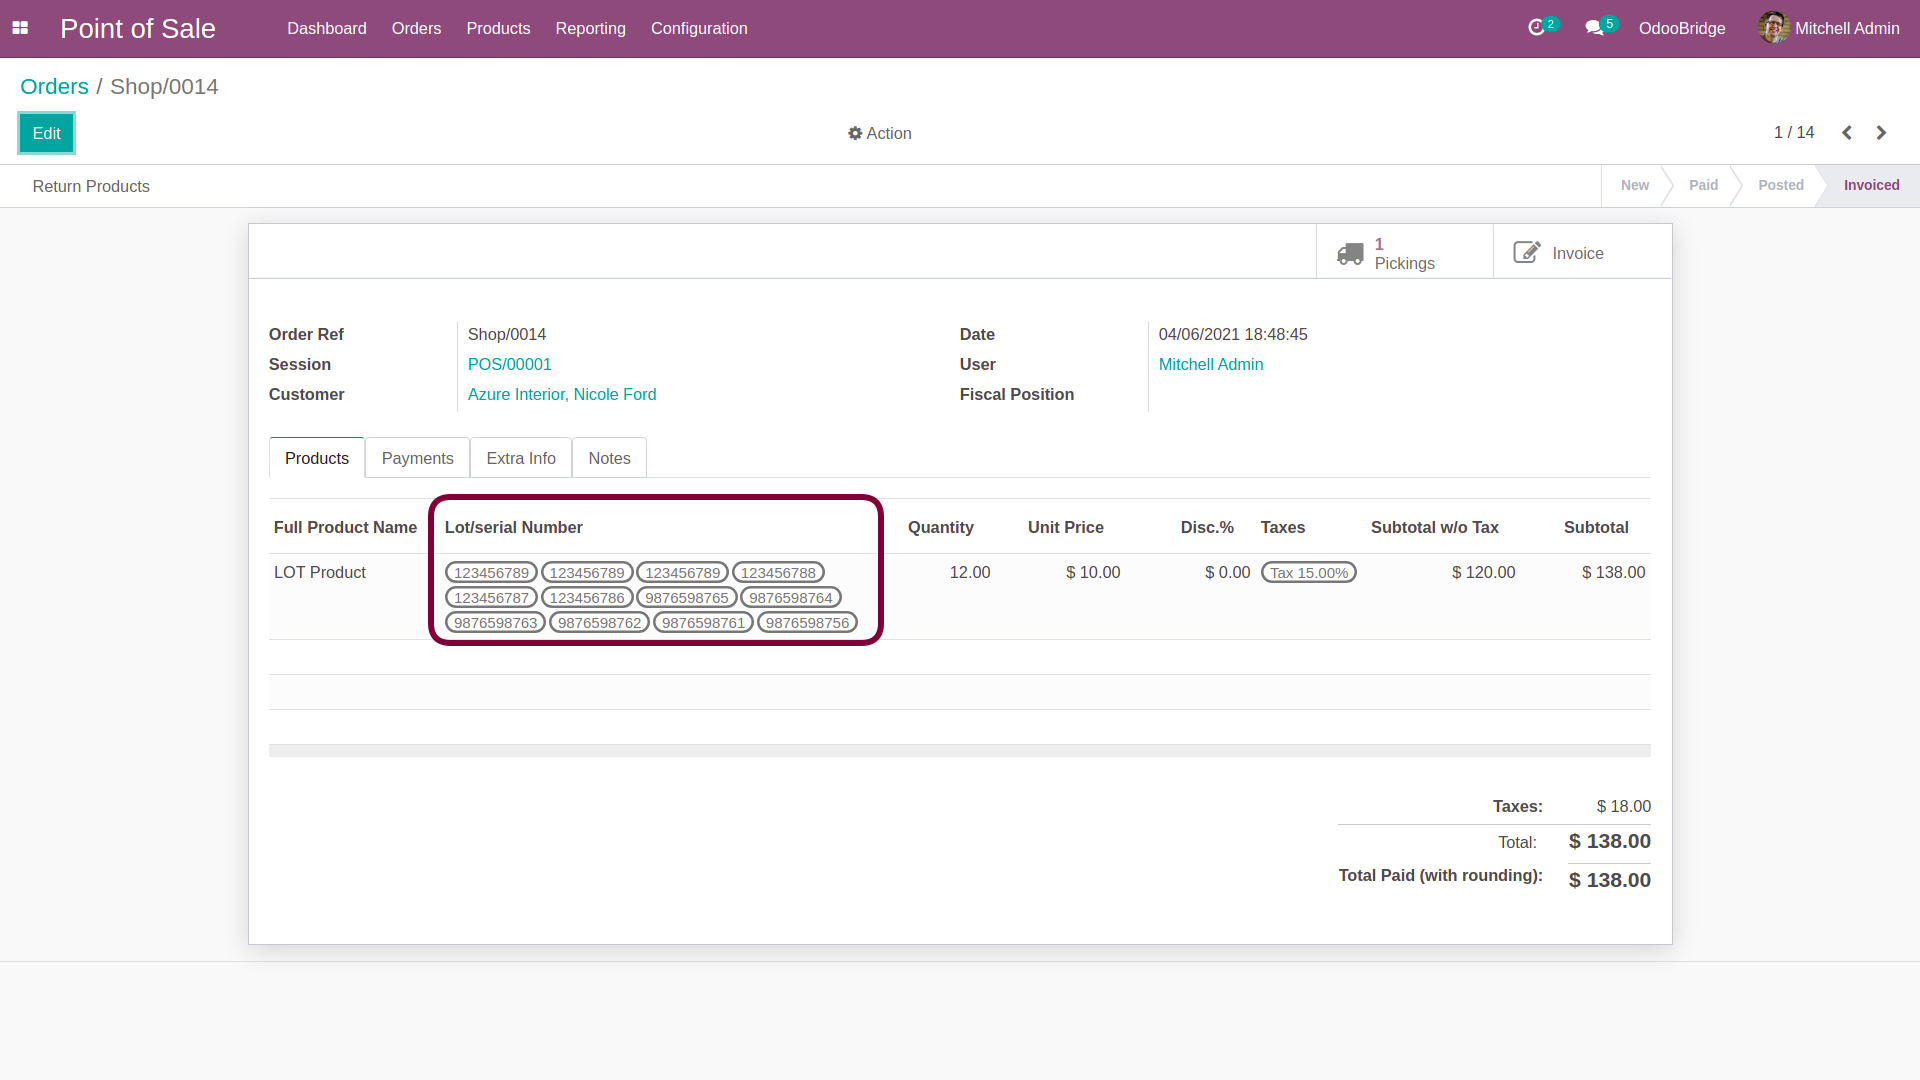 Point of Sale Dashboard Orders Products Reporting Configuration 2 5 OdooBridge Mitchell Admin
Orders / Shop/0014
Edit Action 1 / 14
Return Products New Paid Posted Invoiced
1 Pickings Invoice
Order Ref Shop/0014 Date 04/06/2021 18:48:45
Session POS/00001 User Mitchell Admin
Customer Azure Interior, Nicole Ford Fiscal Position
Products Payments Extra Info Notes
Full Product Name Lot/serial Number Quantity Unit Price Disc.% Taxes Subtotal w/o Tax Subtotal
LOT Product 123456789 123456789 123456789 123456788 12.00 $ 10.00 $ 0.00 Tax 15.00% $ 120.00 $ 138.00
123456787 123456786 9876598765 9876598764
9876598763 9876598762 9876598761 9876598756
Taxes: $ 18.00
Total: $ 138.00
Total Paid (with rounding): $ 138.00